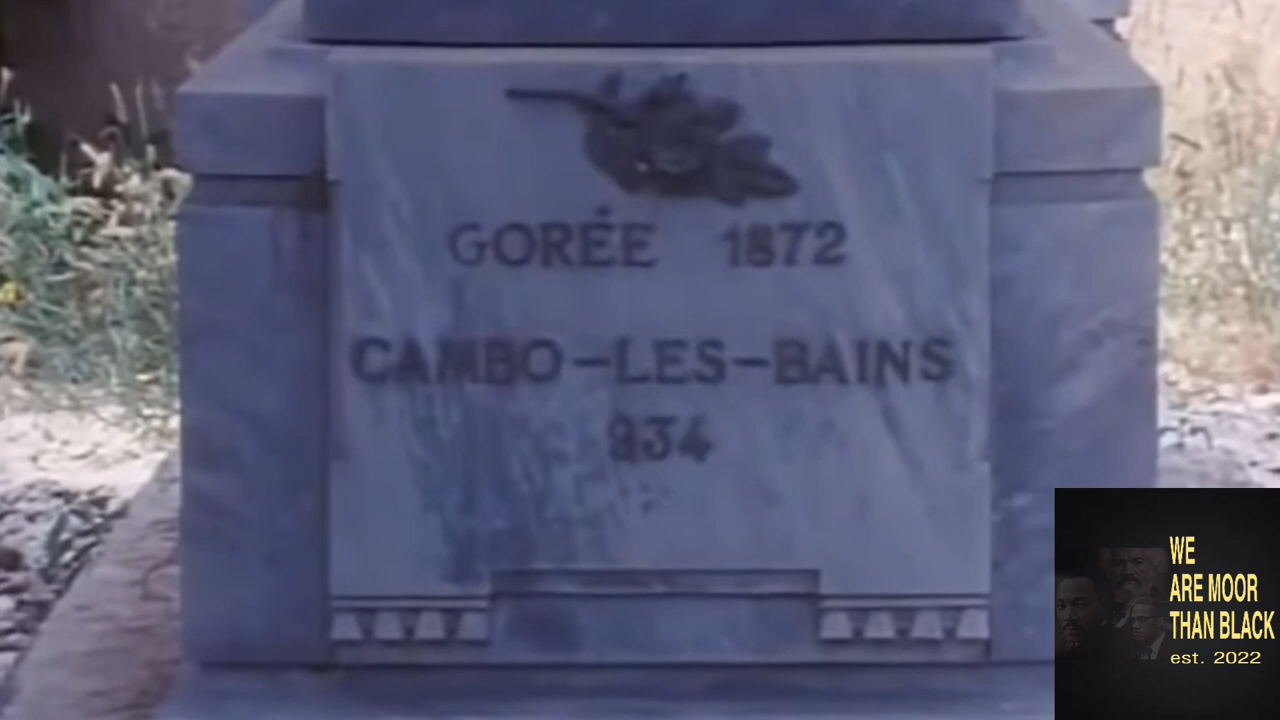 GORÉE 1872
CAMBO-LES-BAINS
934
WE
ARE MOOR
THAN BLACK
est. 2022